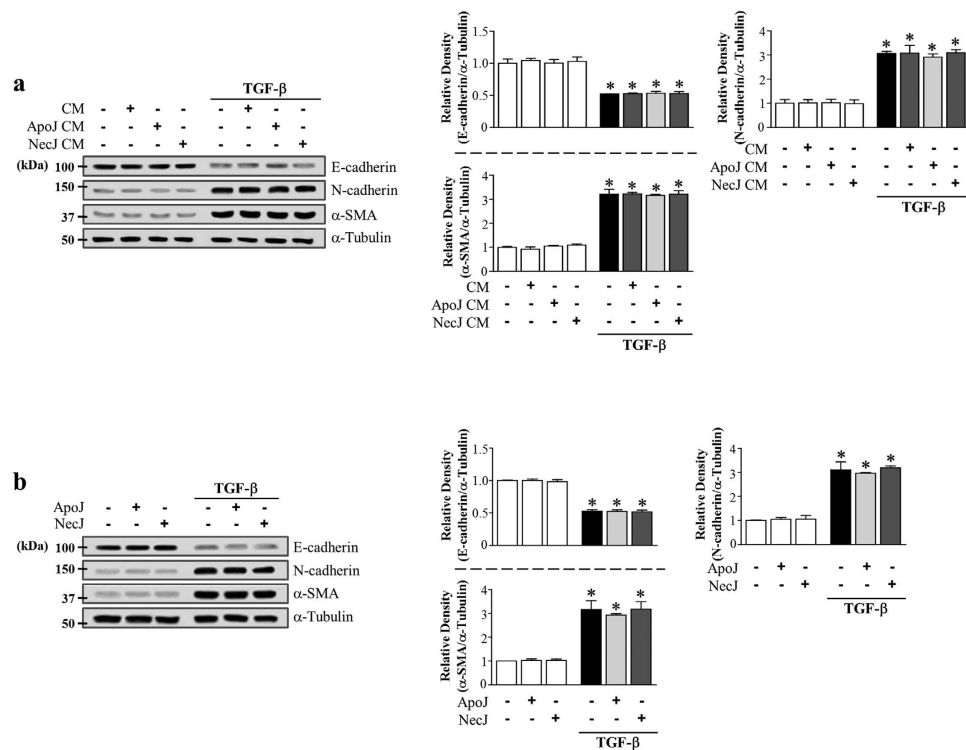 a
TGF-β
CM - + - - - + - -
ApoJ CM - - + - - - + -
NecJ CM - - - + - - - +
(kDa)
100 E-cadherin
150 N-cadherin
37 α-SMA
50 α-Tubulin
Relative Density
(E-cadherin/α-Tubulin)
1.5
1.0
0.5
0
* * * *
Relative Density
(α-SMA/α-Tubulin)
4
3
2
1
0
* * * *
CM - + - - - + - -
ApoJ CM - - + - - - + -
NecJ CM - - - + - - - +
TGF-β
Relative Density
(N-cadherin/α-Tubulin)
4
3
2
1
0
* * * *
CM - + - - - + - -
ApoJ CM - - + - - - + -
NecJ CM - - - + - - - +
TGF-β
b
TGF-β
ApoJ - + - - + -
NecJ - - + - - +
(kDa)
100 E-cadherin
150 N-cadherin
37 α-SMA
50 α-Tubulin
Relative Density
(E-cadherin/α-Tubulin)
1.5
1.0
0.5
0
* * *
Relative Density
(α-SMA/α-Tubulin)
4
3
2
1
0
* * *
ApoJ - + - - + -
NecJ - - + - - +
TGF-β
Relative Density
(N-cadherin/α-Tubulin)
4
3
2
1
0
* * *
ApoJ - + - - + -
NecJ - - + - - +
TGF-β